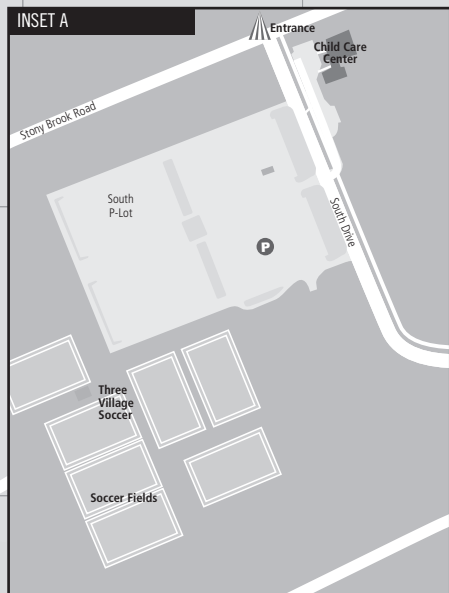 INSET A
Entrance
Child Care
Center
Stony Brook Road
South
P-Lot
South Drive
P
Three
Village
Soccer
Soccer Fields